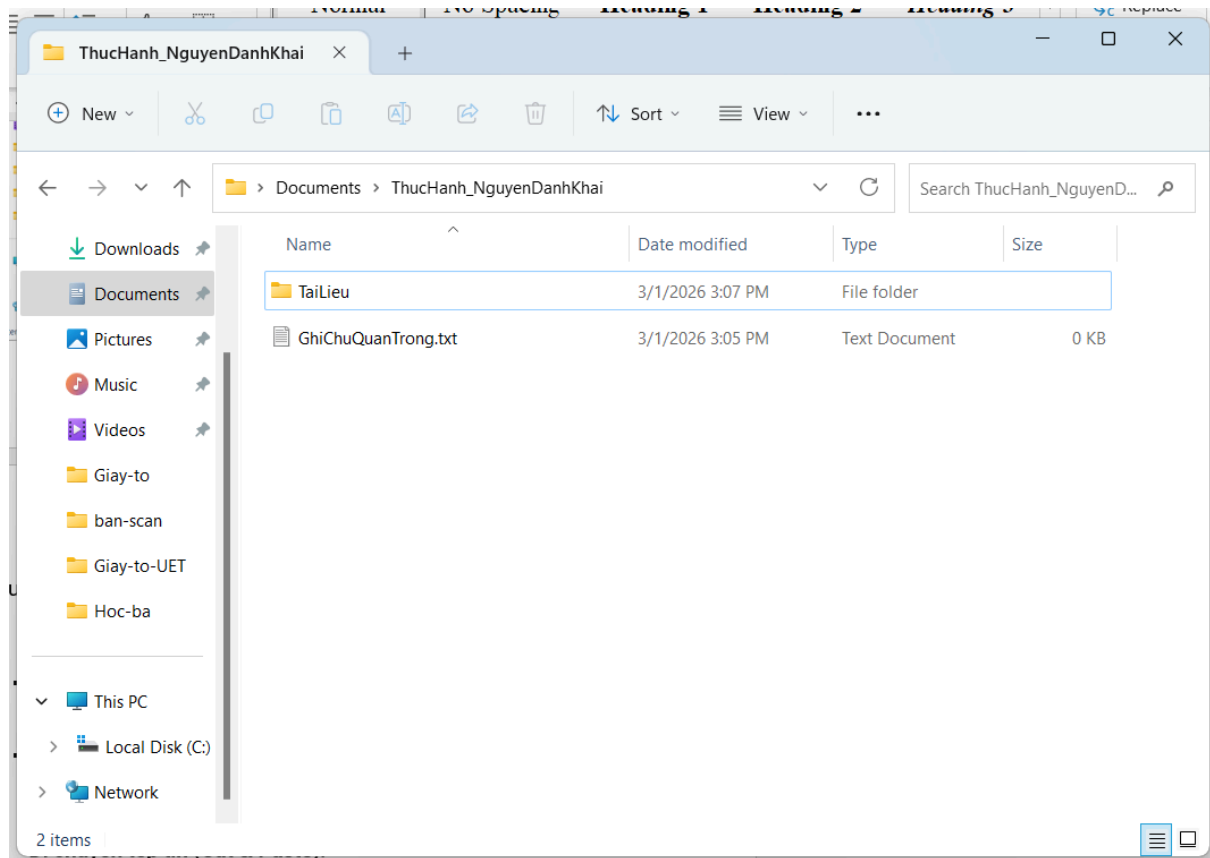 Normal No Spacing Heading 1 Heading 2 Heading 3 Replace
ThucHanh_NguyenDanhKhai
New Sort View
Documents ThucHanh_NguyenDanhKhai Search ThucHanh_NguyenD...
Name Date modified Type Size
Downloads
Documents
Pictures
Music
Videos
Giay-to
ban-scan
Giay-to-UET
Hoc-ba
This PC
Local Disk (C:)
Network
TaiLieu 3/1/2026 3:07 PM File folder
GhiChuQuanTrong.txt 3/1/2026 3:05 PM Text Document 0 KB
2 items